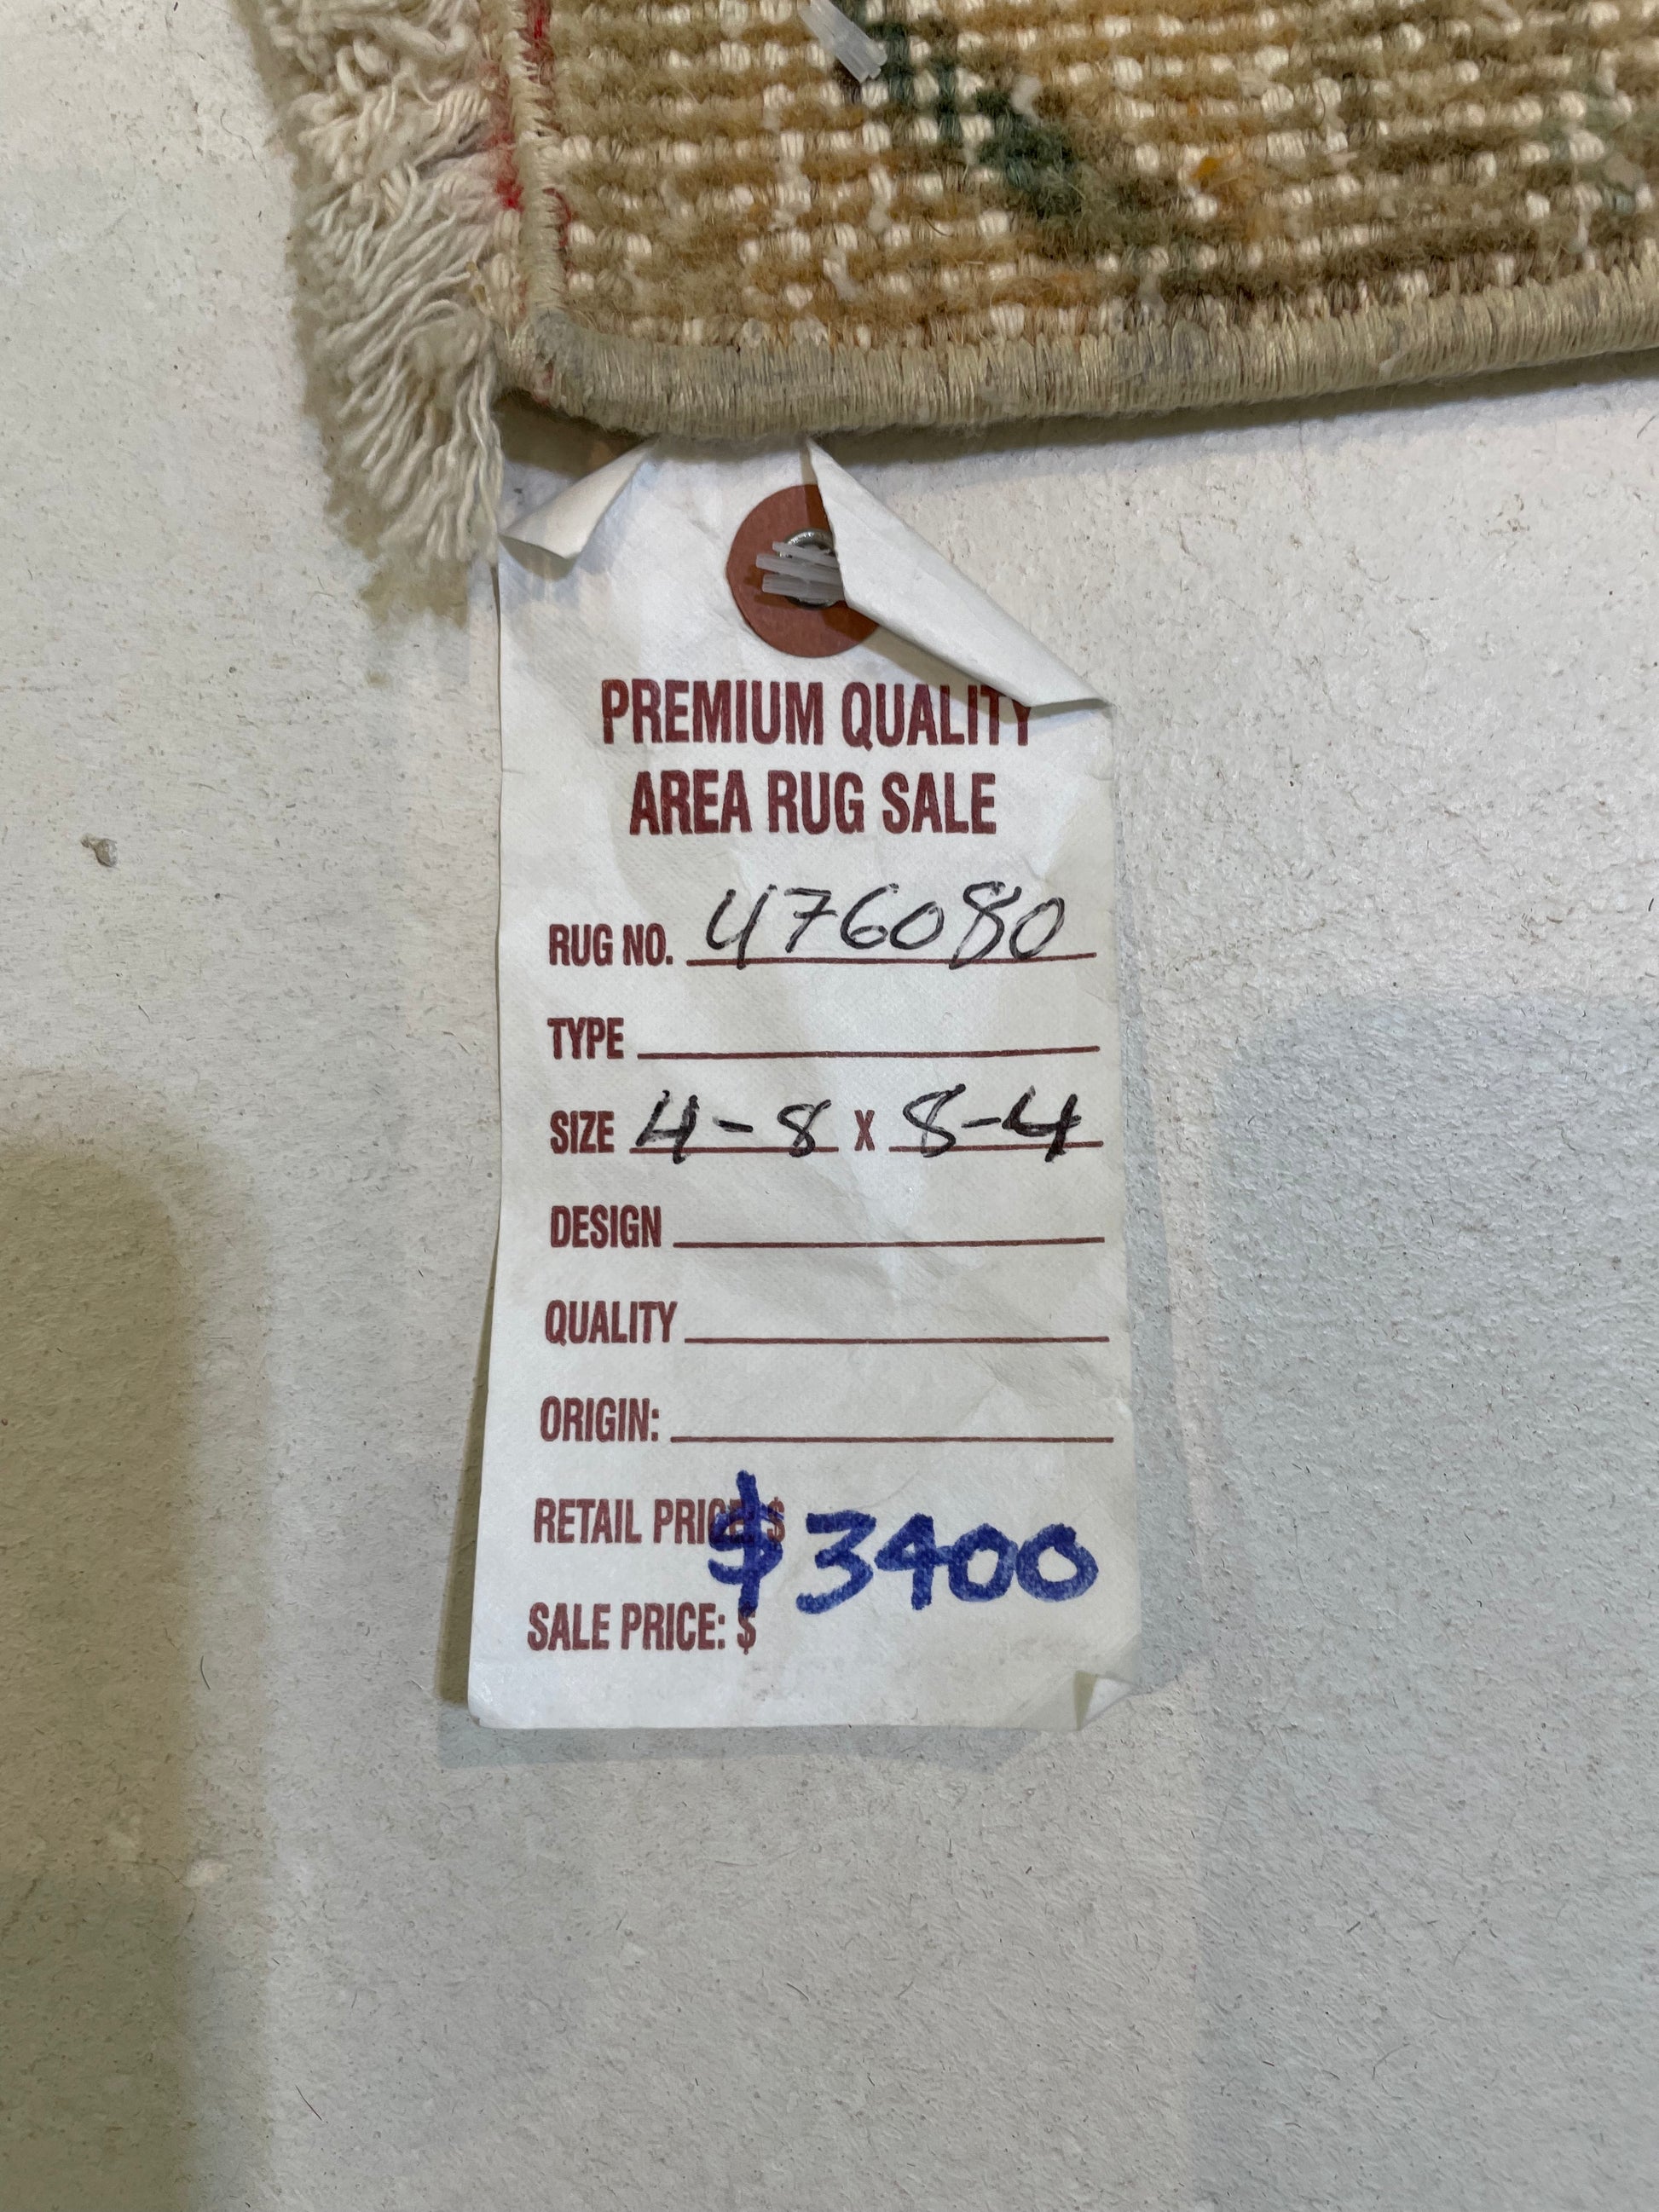 PREMIUM QUALITY
AREA RUG SALE
RUG NO. 476080
TYPE
SIZE 4-8 X 8-4
DESIGN
QUALITY
ORIGIN:
RETAIL PRICE: $ $3400
SALE PRICE: $